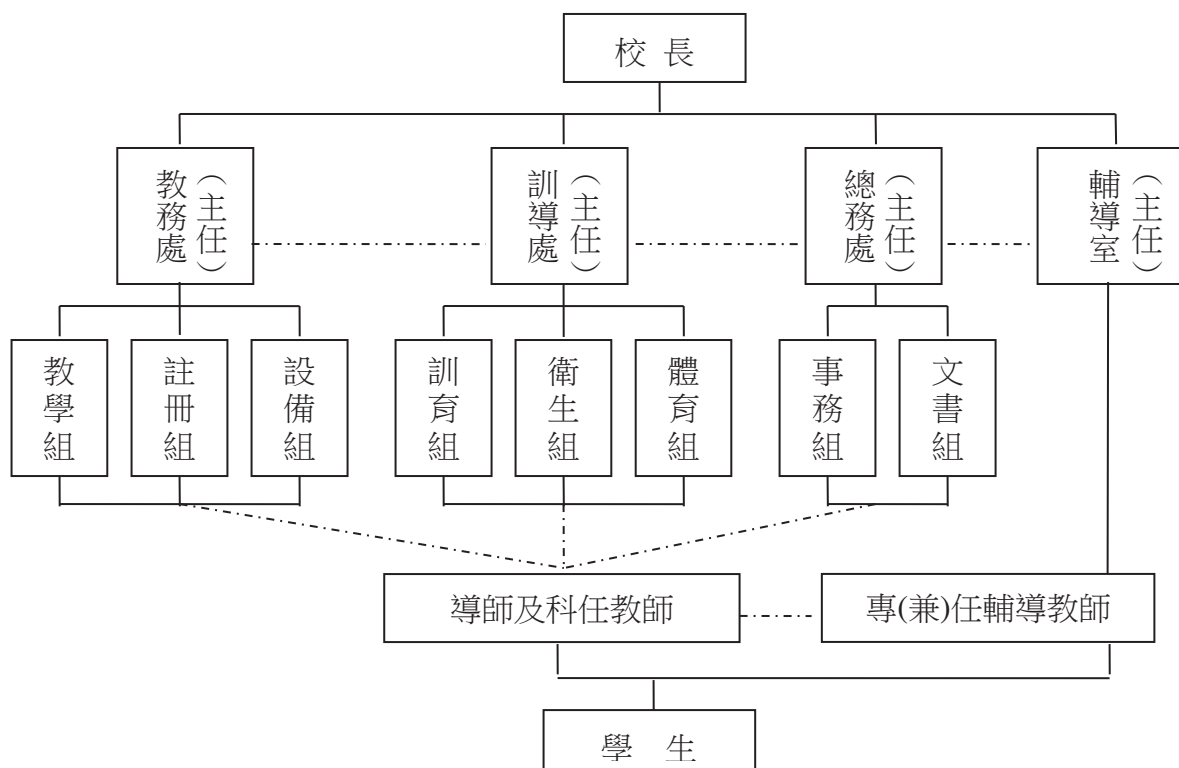 校 長
教務處
（主任）
訓導處
（主任）
總務處
（主任）
輔導室
（主任）
教學組
註冊組
設備組
訓育組
衛生組
體育組
事務組
文書組
導師及科任教師
專(兼)任輔導教師
學 生